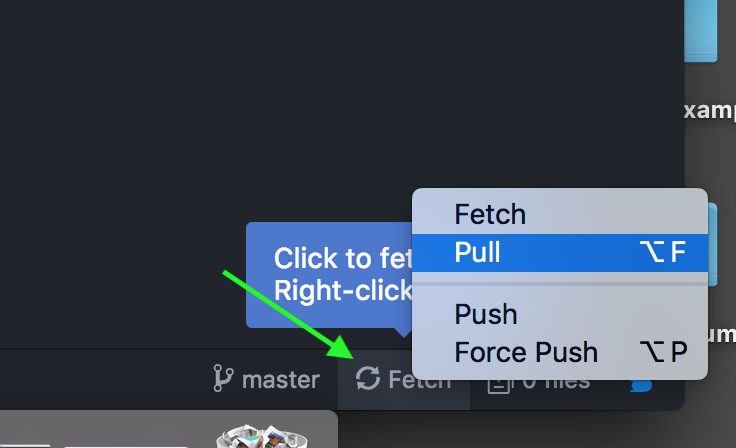 xamp
Fetch
Pull ⌥F
Click to fet
Right-click
Push
Force Push ⌥P
um
master Fetch 0 files